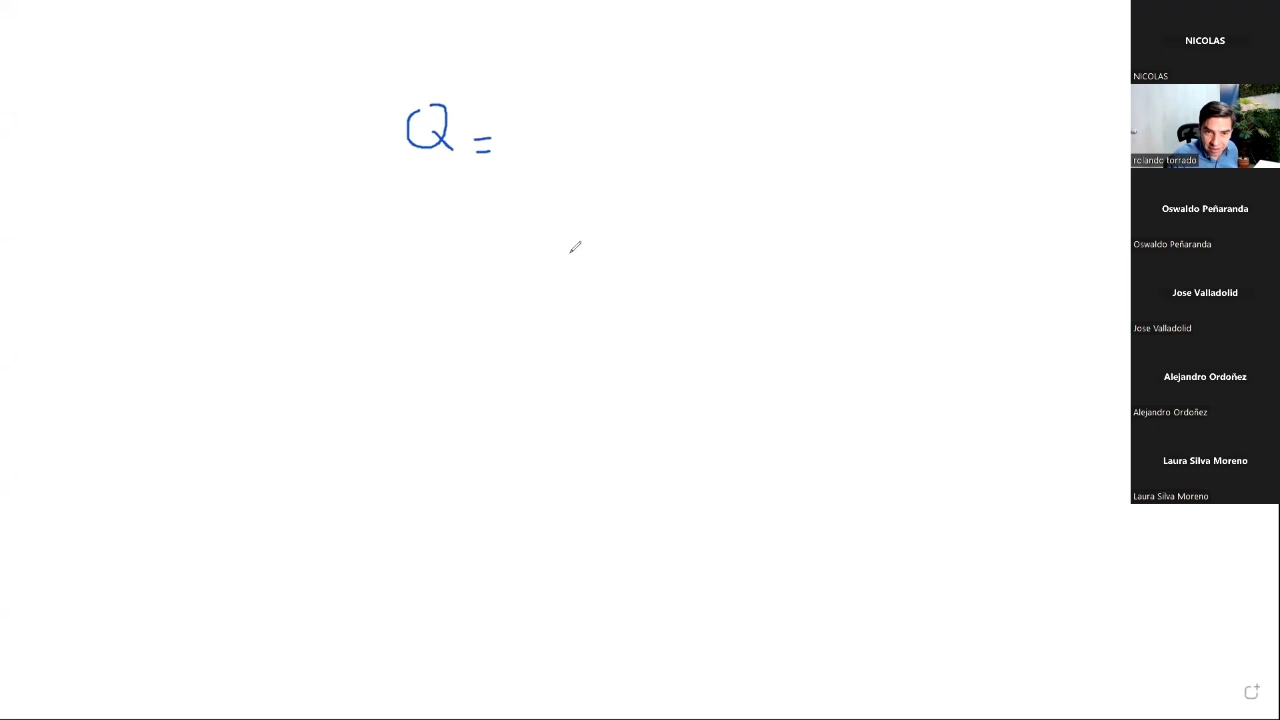 Q =
NICOLAS
NICOLAS
rolando torrado
Oswaldo Peñaranda
Oswaldo Peñaranda
Jose Valladolid
Jose Valladolid
Alejandro Ordoñez
Alejandro Ordoñez
Laura Silva Moreno
Laura Silva Moreno